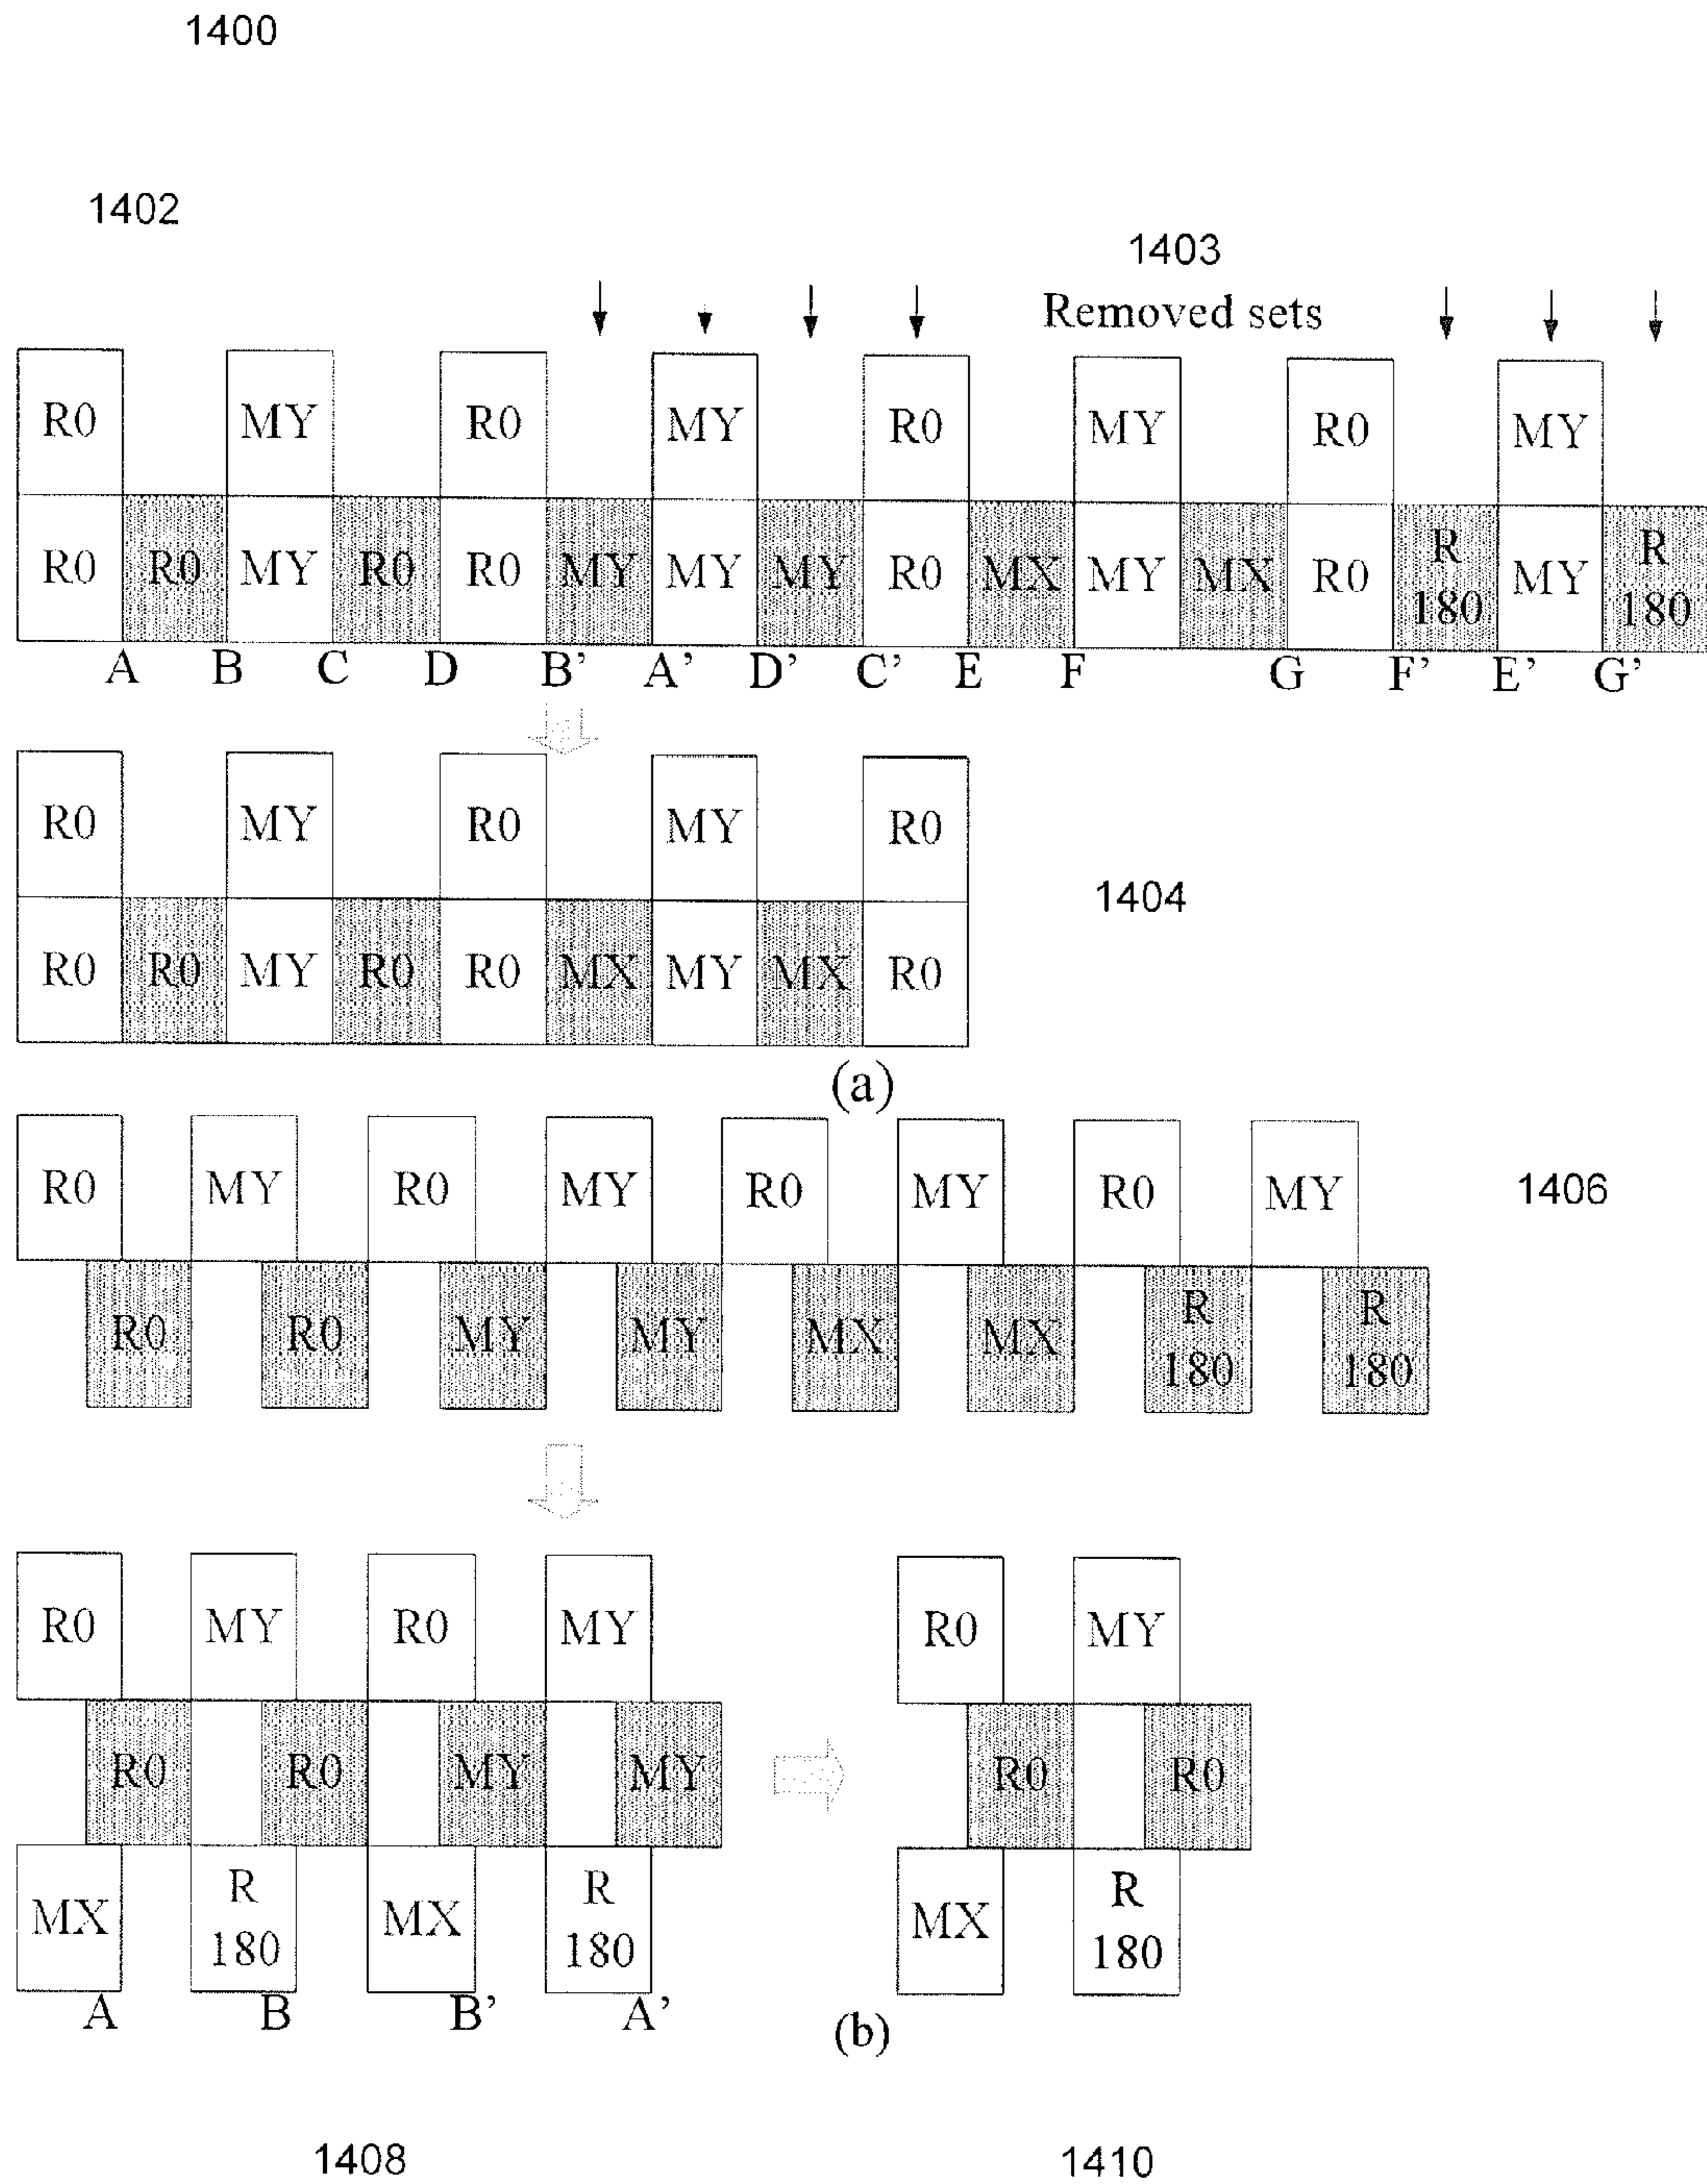 1400
1402
1403
Removed sets
R0 MY R0 MY R0 MY R0 MY
R0 R0 MY R0 R0 MY MY MY R0 MX MY MX R0 R 180 MY R 180
A B C D B’ A’ D’ C’ E F G F’ E’ G’
R0 MY R0 MY R0
1404
R0 R0 MY R0 R0 MX MY MX R0
(a)
R0 MY R0 MY R0 MY R0 MY
1406
R0 R0 MY MY MX MX R 180 R 180
R0 MY R0 MY R0 MY
R0 R0 MY MY R0 R0
MX R 180 MX R 180 MX R 180
A B B’ A’
(b)
1408 1410